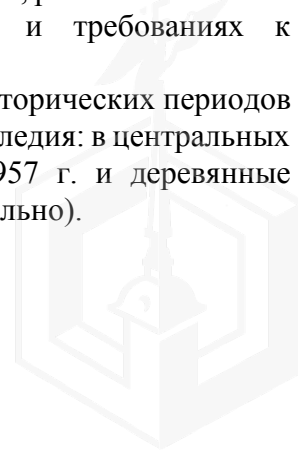 и требованиях к
торических периодов
ледия: в центральных
957 г. и деревянные
льно).